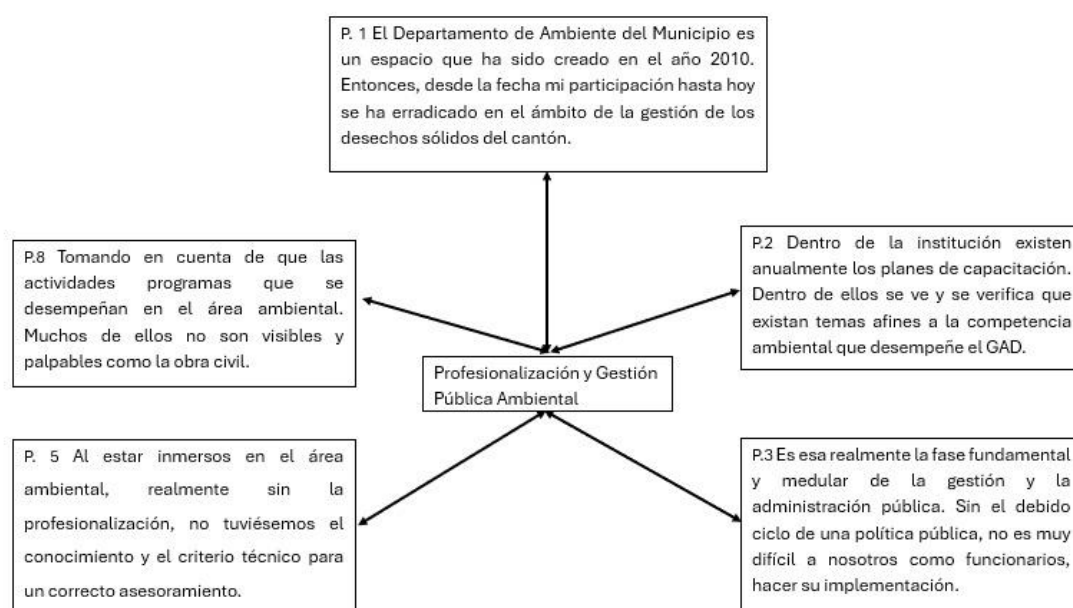 P. 1 El Departamento de Ambiente del Municipio es
un espacio que ha sido creado en el año 2010.
Entonces, desde la fecha mi participación hasta hoy
se ha erradicado en el ámbito de la gestión de los
desechos sólidos del cantón.
P.8 Tomando en cuenta de que las
actividades programas que se
desempeñan en el área ambiental.
Muchos de ellos no son visibles y
palpables como la obra civil.
P.2 Dentro de la institución existen
anualmente los planes de capacitación.
Dentro de ellos se ve y se verifica que
existan temas afines a la competencia
ambiental que desempeñe el GAD.
Profesionalización y Gestión
Pública Ambiental
P. 5 Al estar inmersos en el área
ambiental, realmente sin la
profesionalización, no tuviésemos el
conocimiento y el criterio técnico para
un correcto asesoramiento.
P.3 Es esa realmente la fase fundamental
y medular de la gestión y la
administración pública. Sin el debido
ciclo de una política pública, no es muy
difícil a nosotros como funcionarios,
hacer su implementación.